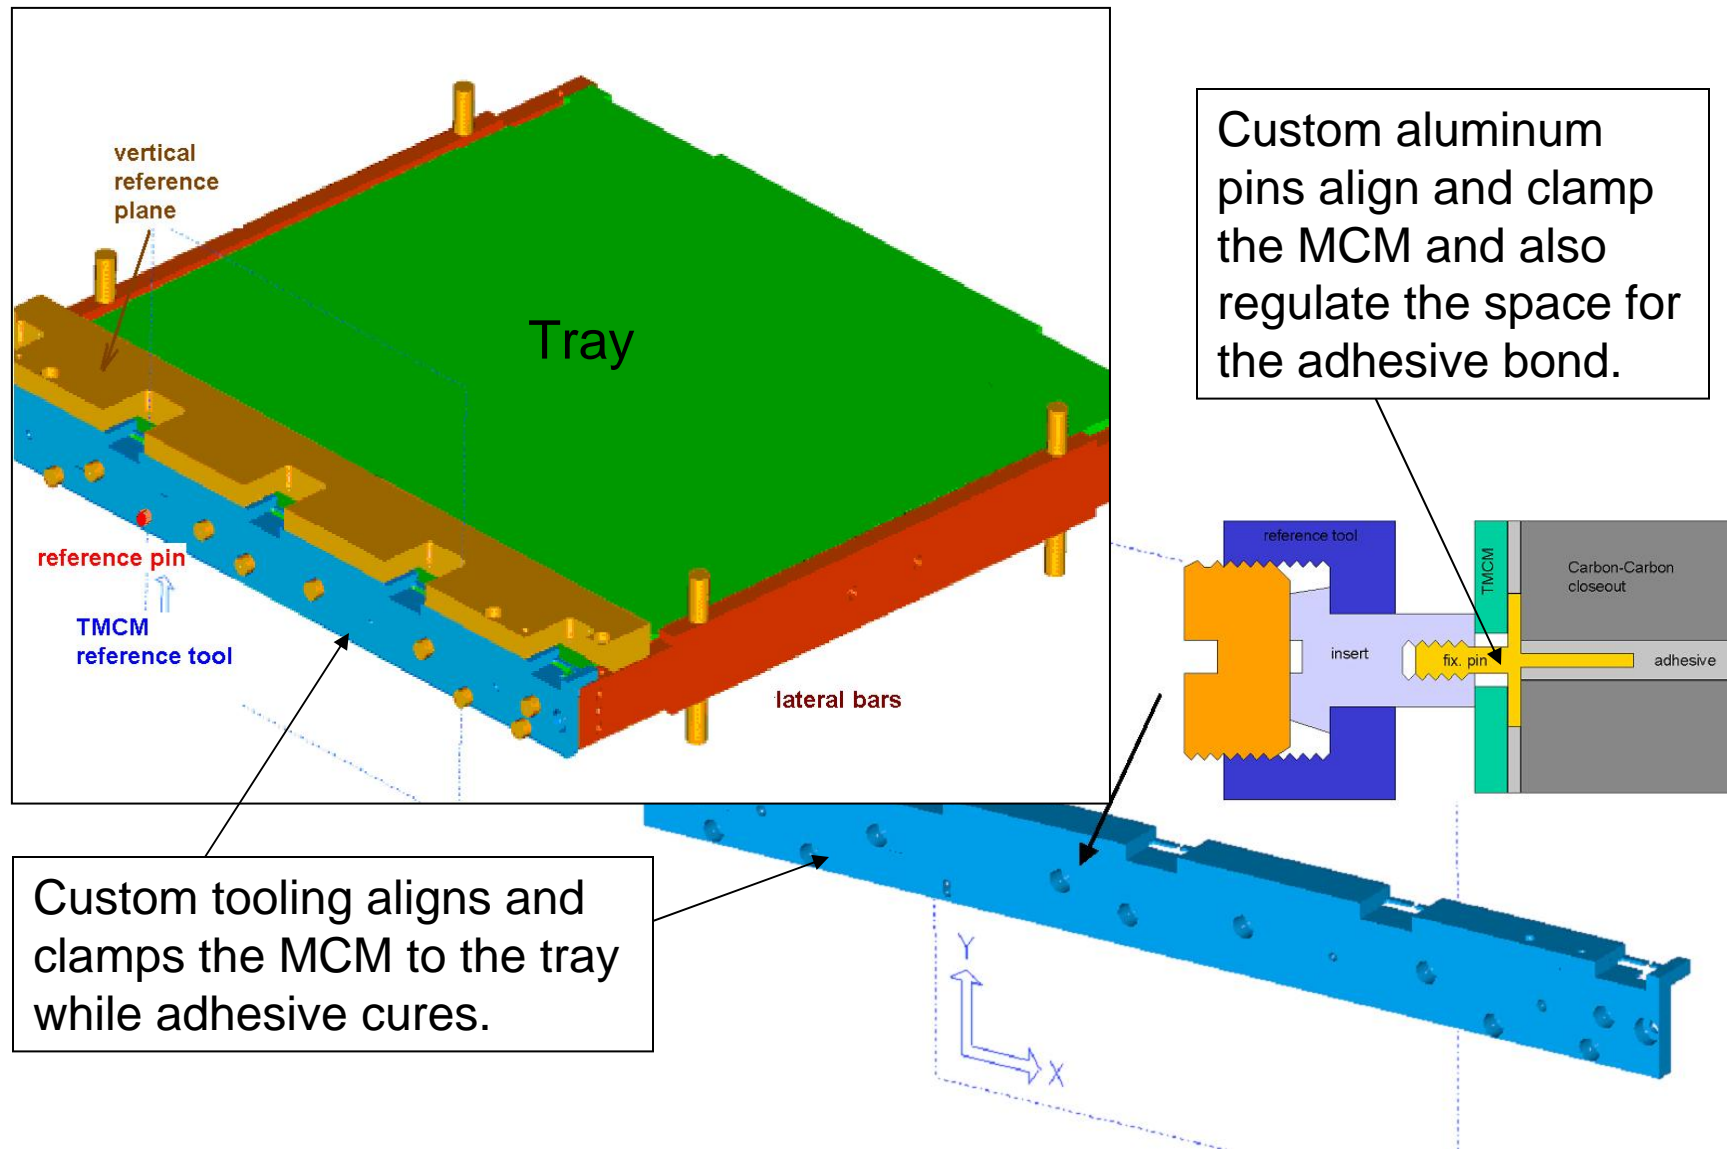 vertical
reference
plane
Tray
reference pin
TMCM
reference tool
lateral bars
Custom aluminum
pins align and clamp
the MCM and also
regulate the space for
the adhesive bond.
reference tool
TMCM
Carbon-Carbon
closeout
insert
fix. pin
adhesive
Custom tooling aligns and
clamps the MCM to the tray
while adhesive cures.
Y
X